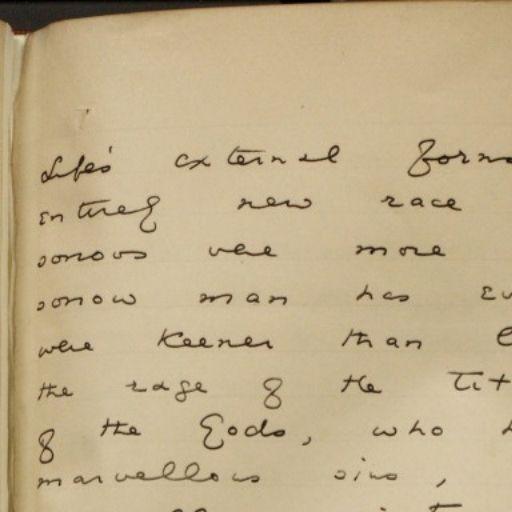 Life's external forms
entirely new race
sorrows were more
sorrow man has ev
were keener than
the rage of the Tit
of the Gods, who h
marvellous sins,